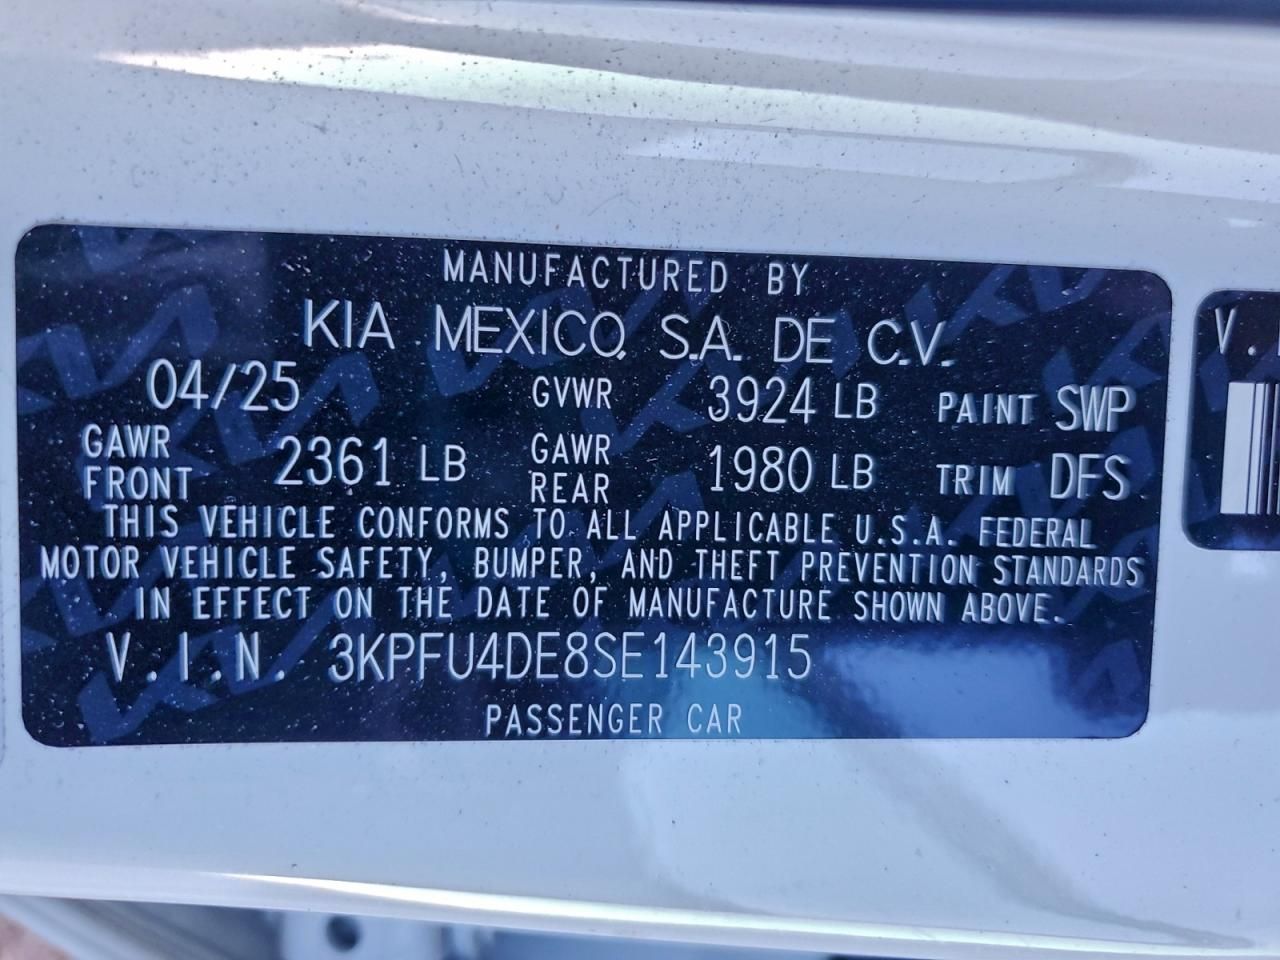 MANUFACTURED BY
KIA MEXICO, S.A. DE C.V.
04/25 GVWR 3924 LB PAINT SWP
GAWR FRONT 2361 LB GAWR REAR 1980 LB TRIM DFS
THIS VEHICLE CONFORMS TO ALL APPLICABLE U.S.A. FEDERAL
MOTOR VEHICLE SAFETY, BUMPER, AND THEFT PREVENTION STANDARDS
IN EFFECT ON THE DATE OF MANUFACTURE SHOWN ABOVE.
V.I.N. 3KPFU4DE8SE143915
PASSENGER CAR
V.